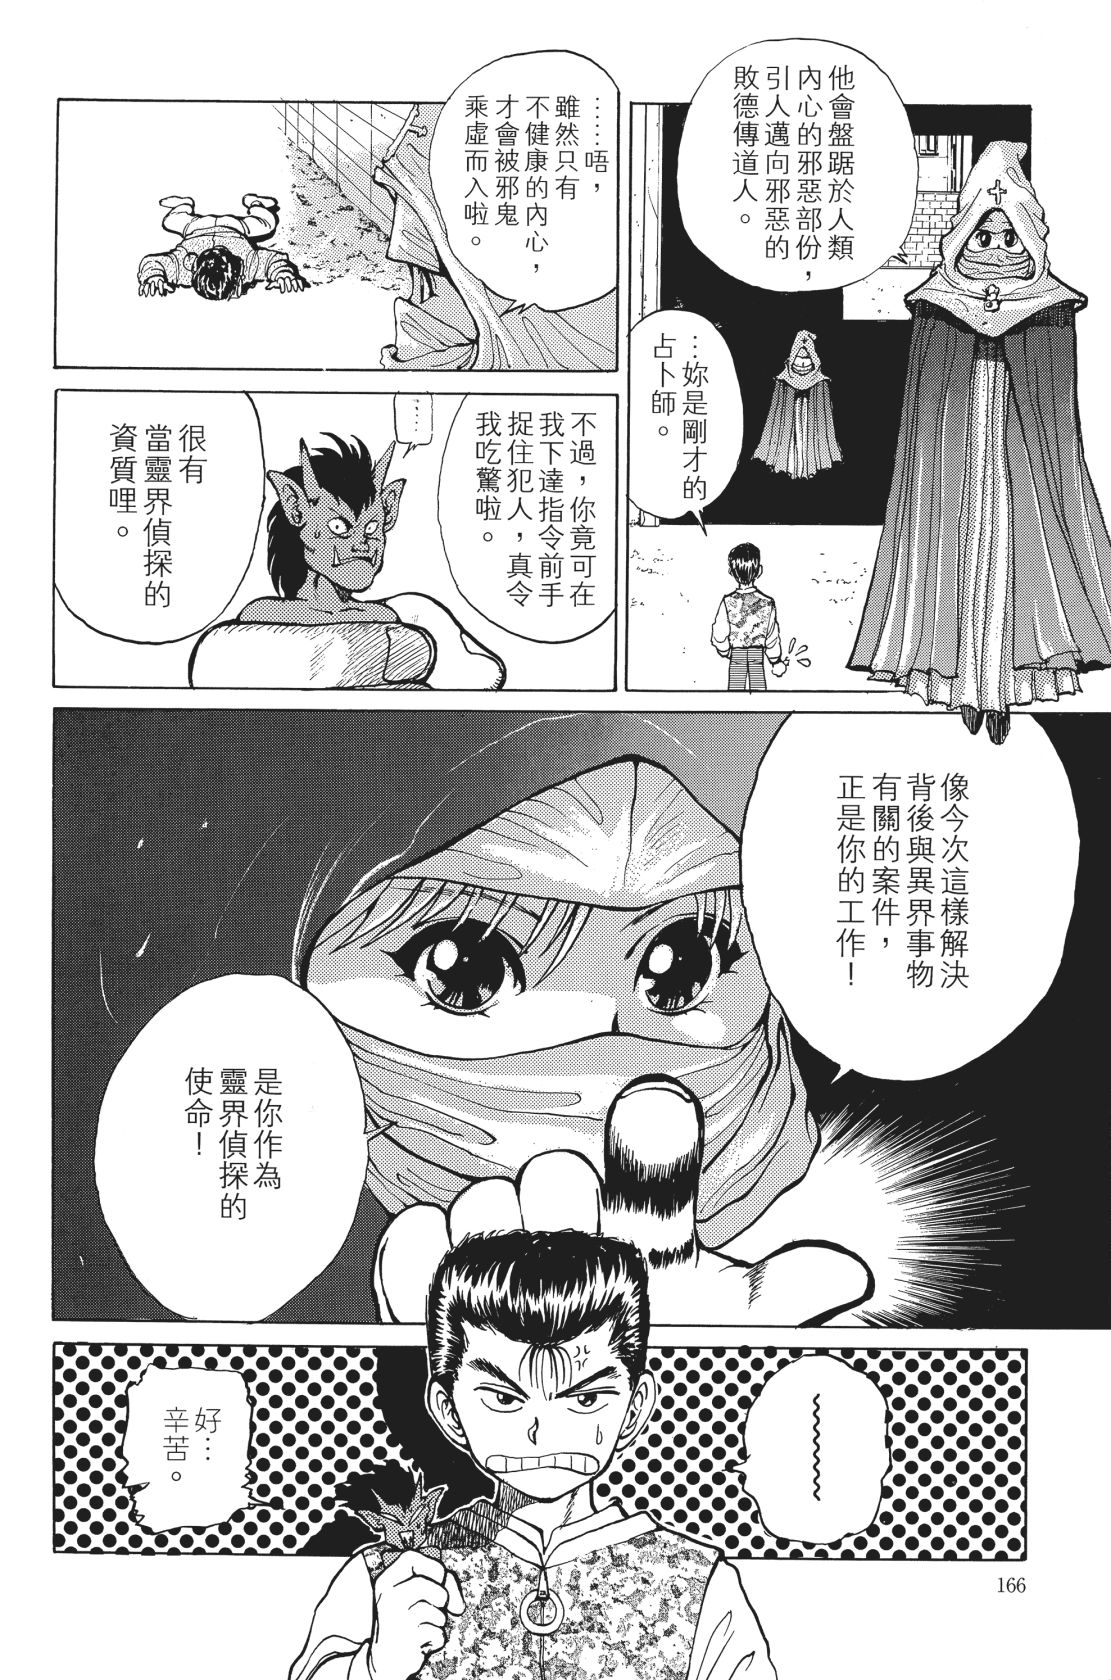 他會盤踞於人類
內心的邪惡部份，
引人邁向邪惡的
敗德傳道人。
…妳是剛才的
占卜師。
……唔，
雖然只有
不健康的內心，
才會被邪鬼
乘虛而入啦。
不過，你竟可在
我下達指令前手
捉住犯人，真令
我吃驚啦。
…
很有
當靈界偵探的
資質哩。
像今次這樣解決
背後與異界事物
有關的案件，
正是你的工作！
是你作為
靈界偵探的
使命！
好…
辛苦。
166